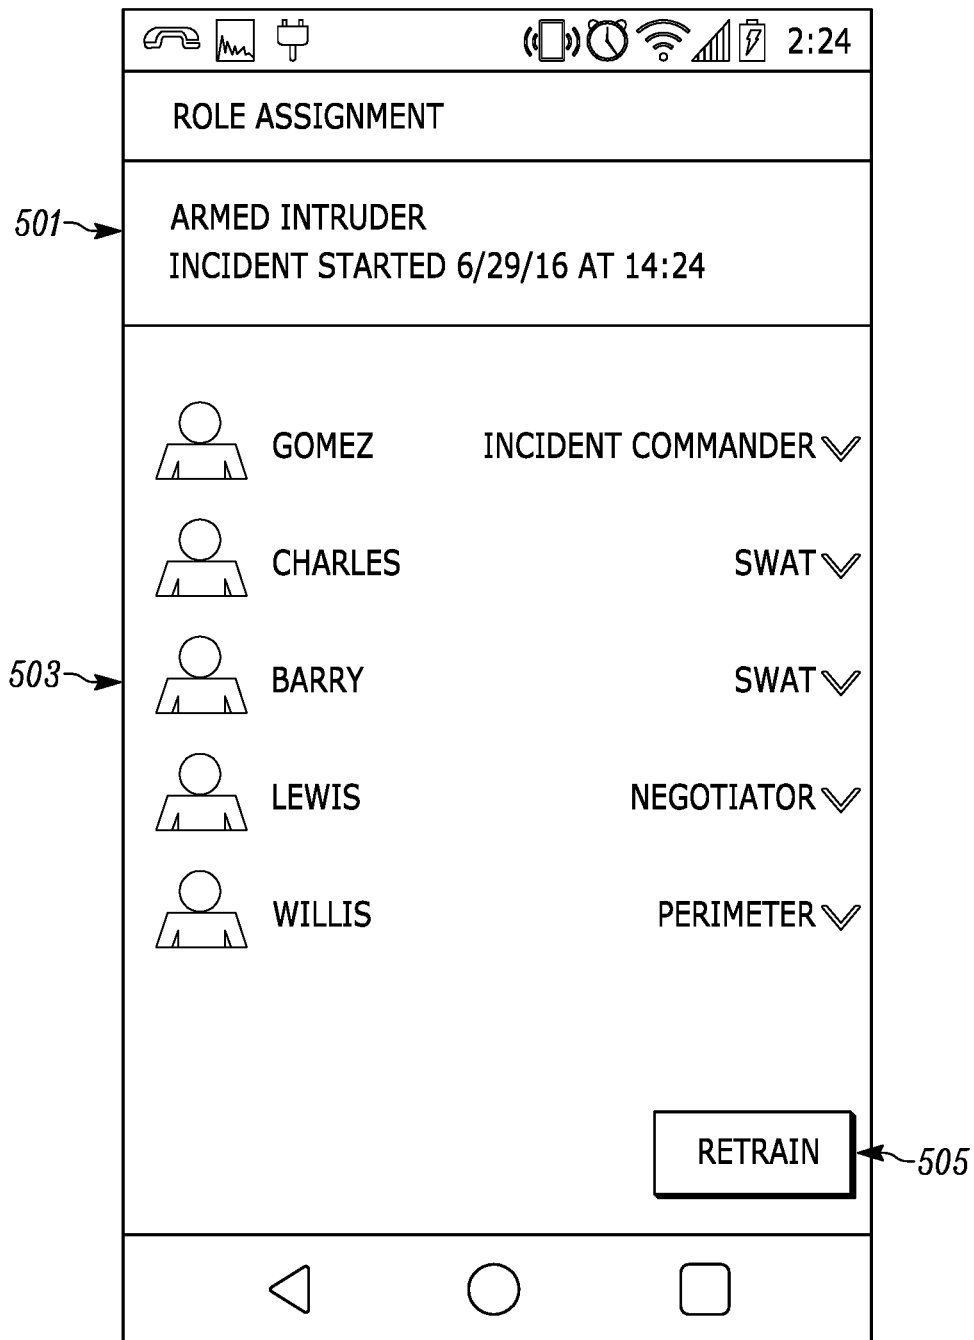 2:24
ROLE ASSIGNMENT
501
ARMED INTRUDER
INCIDENT STARTED 6/29/16 AT 14:24
GOMEZ INCIDENT COMMANDER
CHARLES SWAT
503
BARRY SWAT
LEWIS NEGOTIATOR
WILLIS PERIMETER
RETRAIN
505